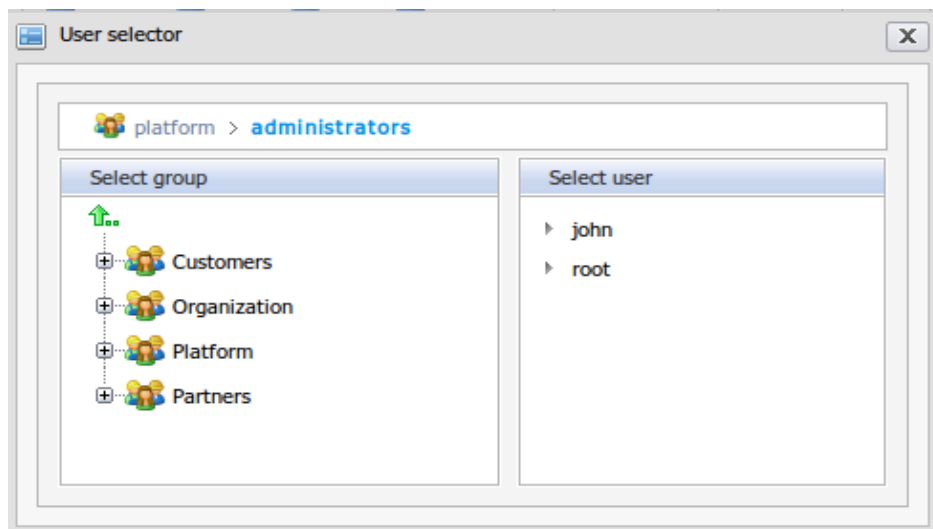 User selector
platform > administrators
Select group
Customers
Organization
Platform
Partners
Select user
john
root